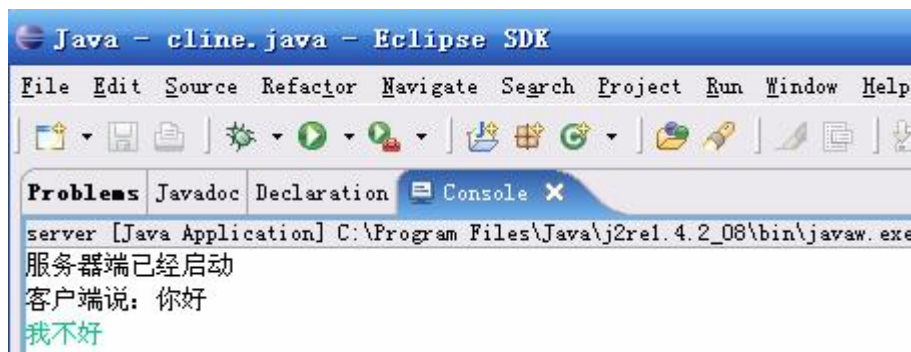 Java - cline.java - Eclipse SDK
File Edit Source Refactor Navigate Search Project Run Window Help
Problems Javadoc Declaration Console
server [Java Application] C:\Program Files\Java\j2re1.4.2_08\bin\javaw.exe
服务器端已经启动
客户端说：你好
我不好